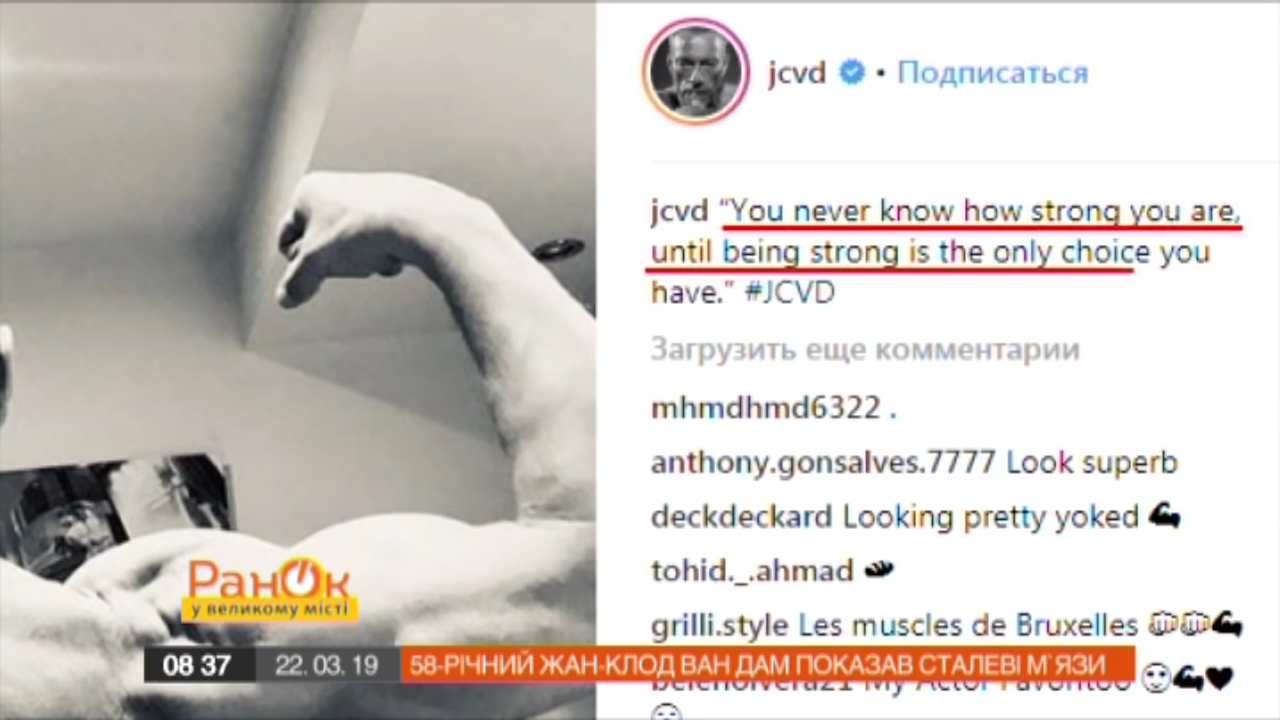 jcvd • Подписаться
jcvd “You never know how strong you are,
until being strong is the only choice you
have.” #JCVD
Загрузить еще комментарии
mhmdhmd6322 .
anthony.gonsalves.7777 Look superb
deckdeckard Looking pretty yoked
tohid._.ahmad
grilli.style Les muscles de Bruxelles
Ранок
у великому місті
08 37 22. 03. 19 58-РІЧНИЙ ЖАН-КЛОД ВАН ДАМ ПОКАЗАВ СТАЛЕВІ М`ЯЗИ